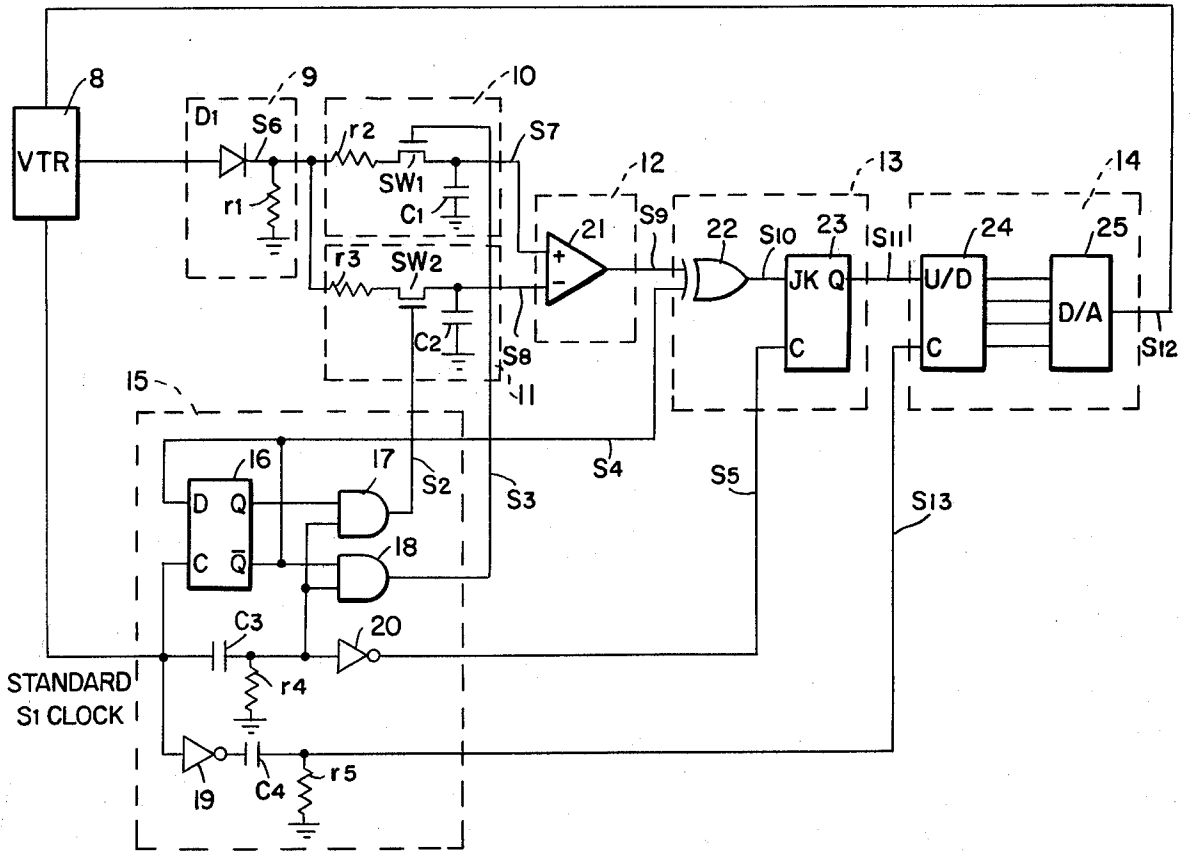 8
VTR
9
D1
S6
r1
10
r2
SW1
C1
S7
r3
SW2
C2
S8
11
12
21
+
−
S9
13
22
S10
23
JK Q
C
S11
14
24
U/D
C
25
D/A
S12
15
16
D Q
C Q̅
17
18
S2
S3
S4
S5
S13
C3
r4
20
STANDARD
S1 CLOCK
19
C4
r5